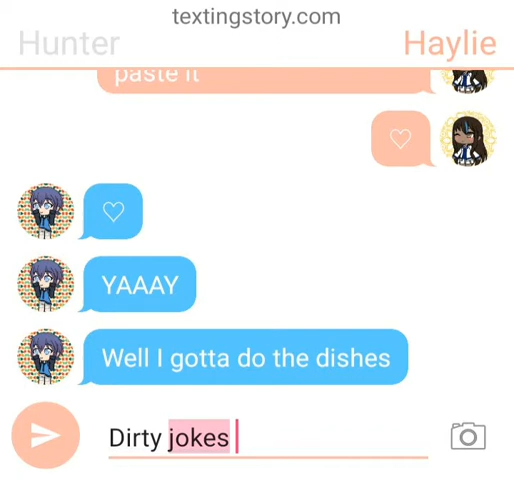 textingstory.com
Hunter Haylie
paste it
♡
♡
YAAAY
Well I gotta do the dishes
Dirty jokes